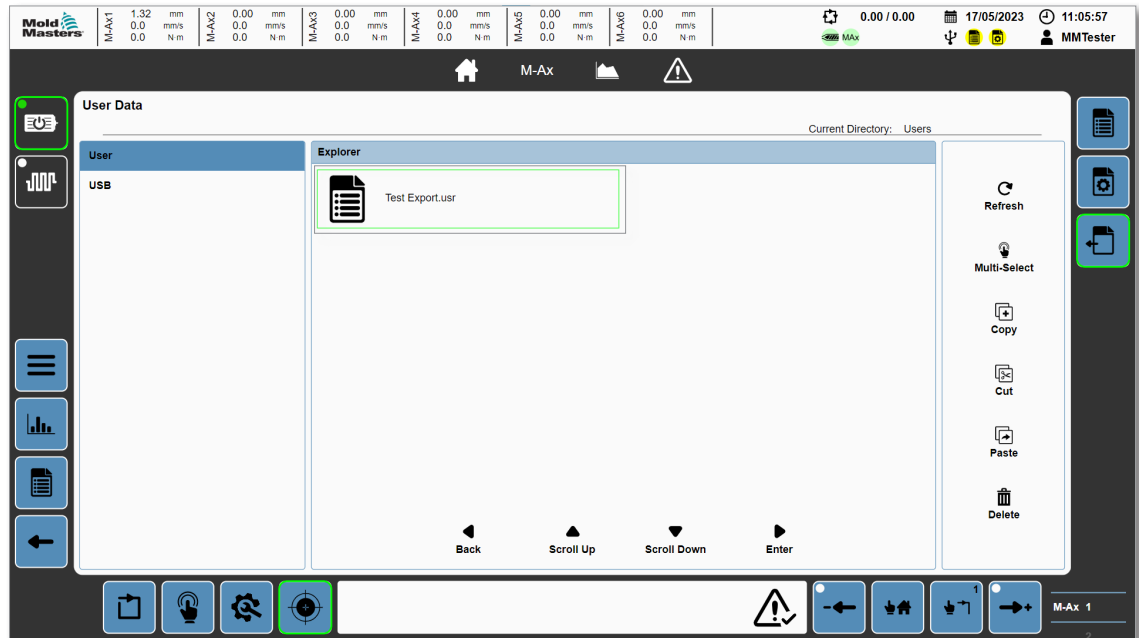 Mold
Masters
M-Ax1 1.32 mm
0.0 mm/s
0.0 N·m
M-Ax2 0.00 mm
0.0 mm/s
0.0 N·m
M-Ax3 0.00 mm
0.0 mm/s
0.0 N·m
M-Ax4 0.00 mm
0.0 mm/s
0.0 N·m
M-Ax5 0.00 mm
0.0 mm/s
0.0 N·m
M-Ax6 0.00 mm
0.0 mm/s
0.0 N·m
0.00 / 0.00
MAx
17/05/2023 11:05:57
MMTester
M-Ax
User Data
Current Directory: Users
User
USB
Explorer
Test Export.usr
Refresh
Multi-Select
Copy
Cut
Paste
Delete
Back Scroll Up Scroll Down Enter
1
M-Ax 1
2